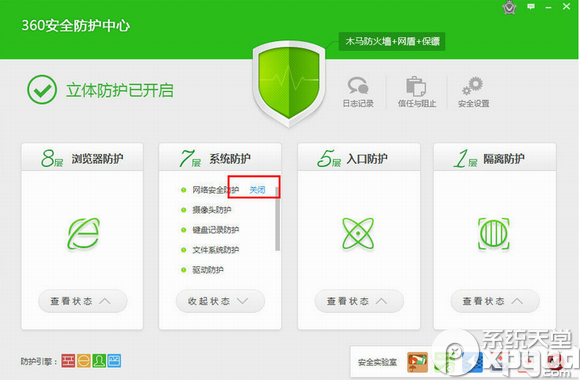 360安全防护中心
木马防火墙+网盾+保镖
立体防护已开启
日志记录
信任与阻止
安全设置
8层 浏览器防护
查看状态
7层 系统防护
网络安全防护 关闭
摄像头防护
键盘记录防护
文件系统防护
驱动防护
收起状态
5层 入口防护
查看状态
1层 隔离防护
查看状态
防护引擎：
安全实验室
系统天堂